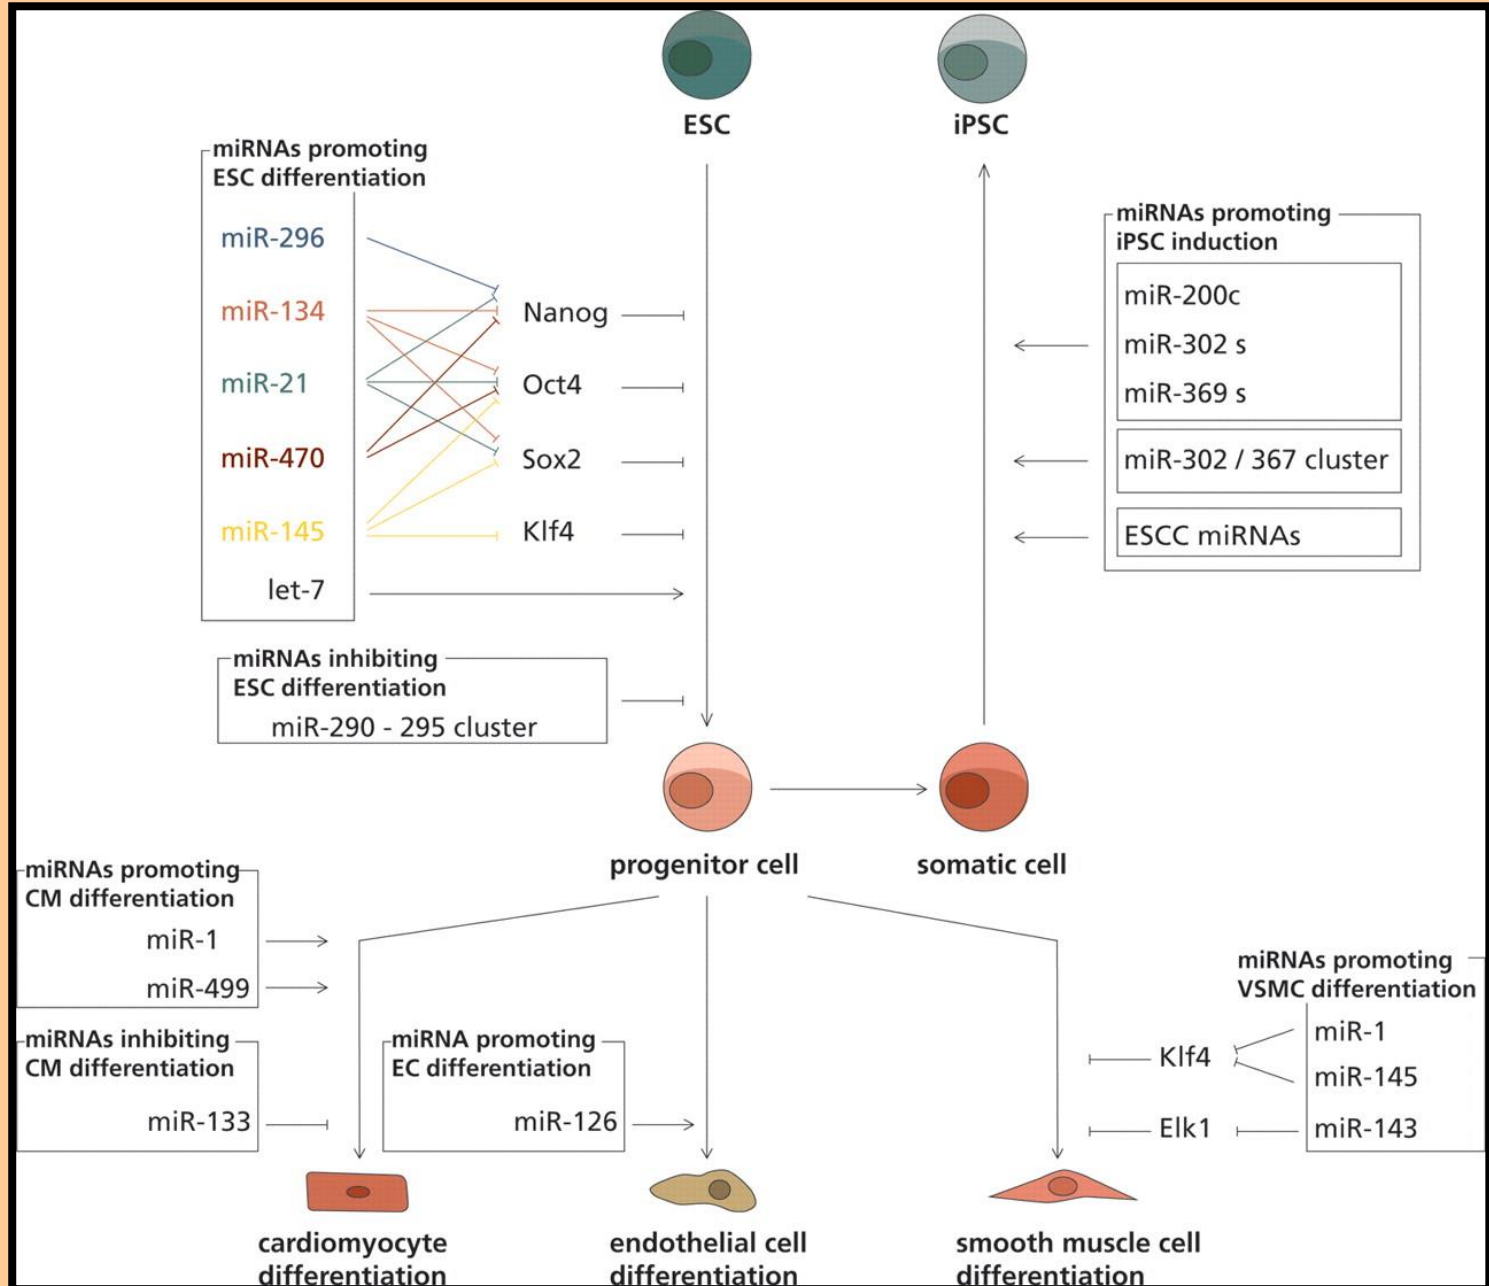 ESC
iPSC
miRNAs promoting
ESC differentiation
miR-296
miR-134
miR-21
miR-470
miR-145
let-7
Nanog
Oct4
Sox2
Klf4
miRNAs promoting
iPSC induction
miR-200c
miR-302 s
miR-369 s
miR-302 / 367 cluster
ESCC miRNAs
miRNAs inhibiting
ESC differentiation
miR-290 - 295 cluster
progenitor cell
somatic cell
miRNAs promoting
CM differentiation
miR-1
miR-499
miRNAs inhibiting
CM differentiation
miR-133
miRNA promoting
EC differentiation
miR-126
miRNAs promoting
VSMC differentiation
miR-1
miR-145
miR-143
Klf4
Elk1
cardiomyocyte
differentiation
endothelial cell
differentiation
smooth muscle cell
differentiation